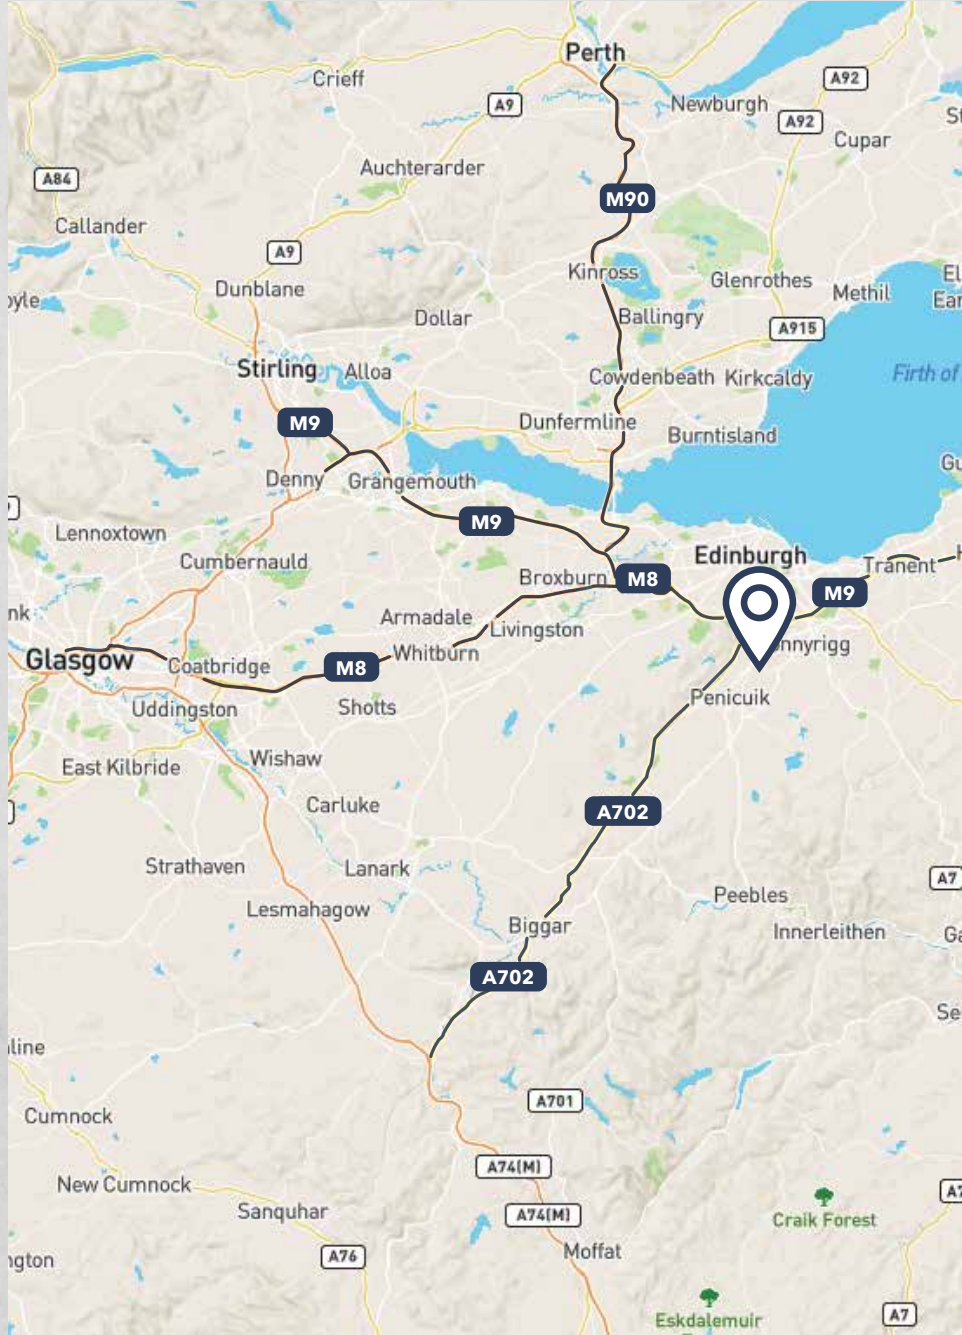 Perth
Crieff
A92
A9
Newburgh
A92
Cupar
Auchterarder
A84
M90
Callander
A9
Kinross
Glenrothes
Dunblane
Methil
Ballingry
Dollar
A915
Stirling
Alloa
Cowdenbeath
Kirkcaldy
Firth of
M9
Dunfermline
Burntisland
Denny
Grangemouth
M9
Lennoxtown
Edinburgh
Cumbernauld
Tranent
Broxburn
M8
M9
Armadale
Livingston
nnyrigg
Whitburn
Glasgow
Coatbridge
M8
Penicuik
Uddingston
Shotts
Wishaw
East Kilbride
Carluke
A702
Strathaven
Lanark
A7
Peebles
Lesmahagow
Biggar
Innerleithen
A702
Cumnock
A701
A74(M)
New Cumnock
Sanquhar
A74(M)
Craik Forest
Moffat
A76
A7
Eskdalemuir